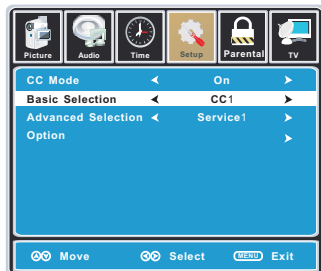 Picture Audio Time Setup Parental TV
CC Mode On
Basic Selection CC1
Advanced Selection Service1
Option
Move Select MENU Exit